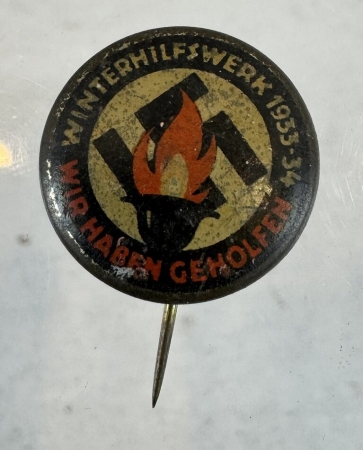 WINTERHILFSWERK 1933-34
WIR HABEN GEHOLFEN